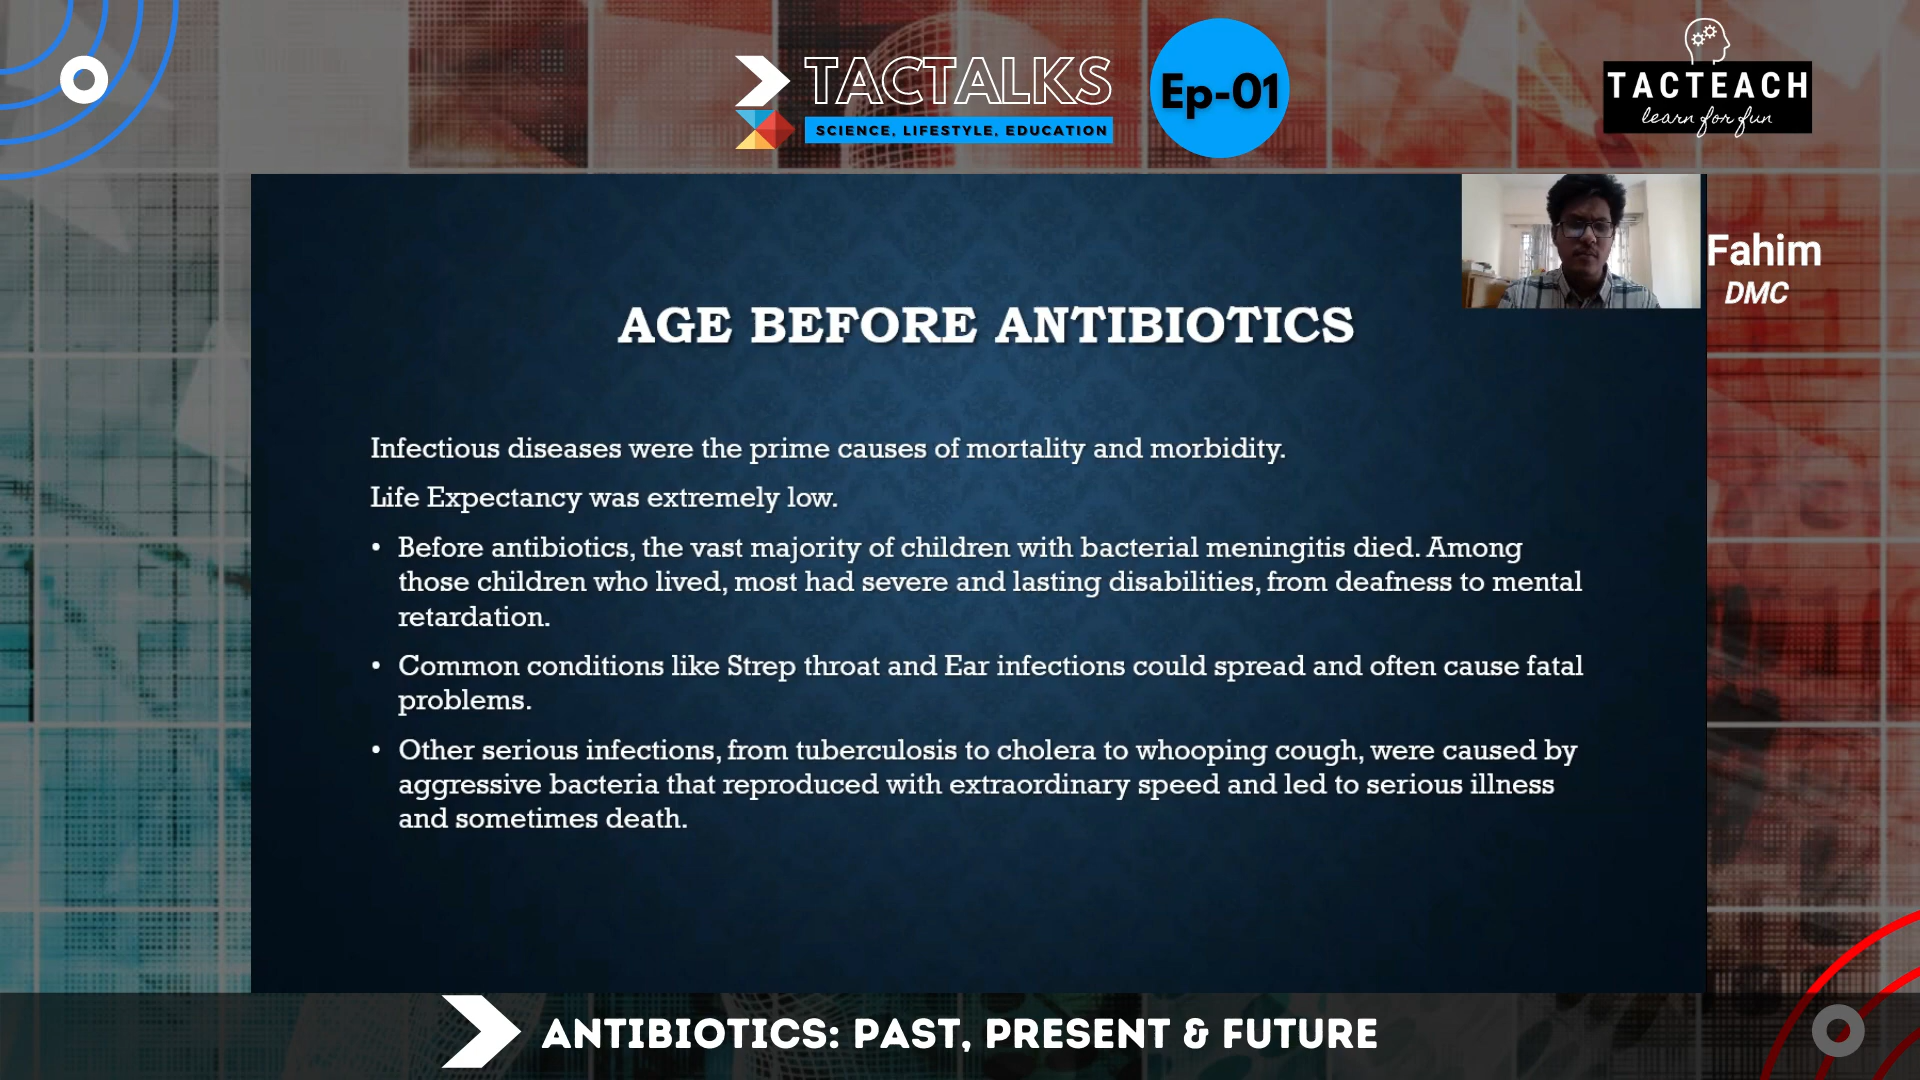 TACTALKS
SCIENCE, LIFESTYLE, EDUCATION
Ep-01
TACTEACH
learn for fun
Fahim
DMC
AGE BEFORE ANTIBIOTICS
Infectious diseases were the prime causes of mortality and morbidity.
Life Expectancy was extremely low.
• Before antibiotics, the vast majority of children with bacterial meningitis died. Among
those children who lived, most had severe and lasting disabilities, from deafness to mental
retardation.
• Common conditions like Strep throat and Ear infections could spread and often cause fatal
problems.
• Other serious infections, from tuberculosis to cholera to whooping cough, were caused by
aggressive bacteria that reproduced with extraordinary speed and led to serious illness
and sometimes death.
ANTIBIOTICS: PAST, PRESENT & FUTURE